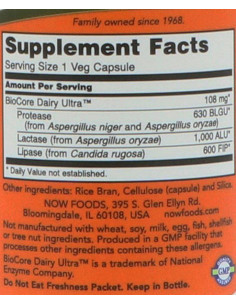 Family owned since 1968.
Supplement Facts
Serving Size 1 Veg Capsule
Amount Per Serving
BioCore Dairy Ultra™ 108 mg*
Protease 630 BLGU*
(from Aspergillus niger and Aspergillus oryzae)
Lactase (from Aspergillus oryzae) 1,000 ALU*
Lipase (from Candida rugosa) 600 FIP*
* Daily Value not established.
Other ingredients: Rice Bran, Cellulose (capsule) and Silica.
NOW FOODS, 395 S. Glen Ellyn Rd.
Bloomingdale, IL 60108, USA nowfoods.com
Not manufactured with wheat, soy, milk, egg, fish, shellfish
or tree nut ingredients. Produced in a GMP facility that
processes other ingredients containing these allergens.
BioCore Dairy Ultra™ is a trademark of National
Enzyme Company.
Do Not Eat Freshness Packet. Keep in Bottle.
GMP